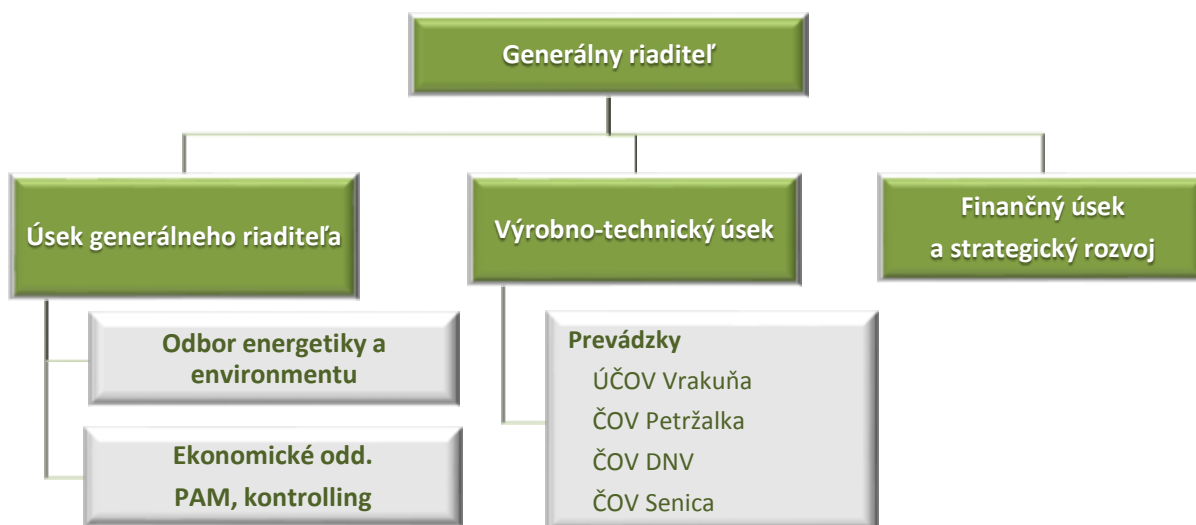 Generálny riaditeľ
Úsek generálneho riaditeľa
Výrobno-technický úsek
Finančný úsek
a strategický rozvoj
Odbor energetiky a
environmentu
Ekonomické odd.
PAM, kontrolling
Prevádzky
ÚČOV Vrakuňa
ČOV Petržalka
ČOV DNV
ČOV Senica